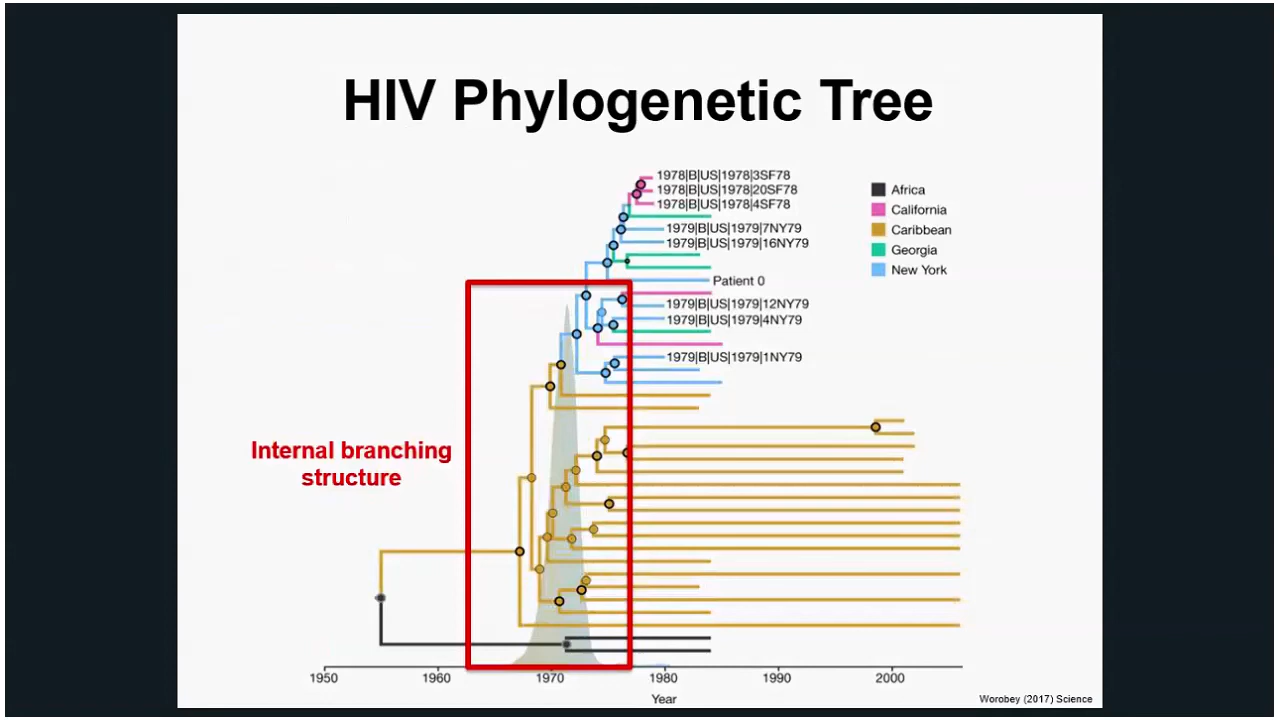 HIV Phylogenetic Tree
1978|B|US|1978|3SF78
1978|B|US|1978|20SF78
1978|B|US|1978|4SF78
1979|B|US|1979|7NY79
1979|B|US|1979|16NY79
Patient 0
1979|B|US|1979|12NY79
1979|B|US|1979|4NY79
1979|B|US|1979|1NY79
Africa
California
Caribbean
Georgia
New York
Internal branching
structure
1950 1960 1970 1980 1990 2000
Year
Worobey (2017) Science